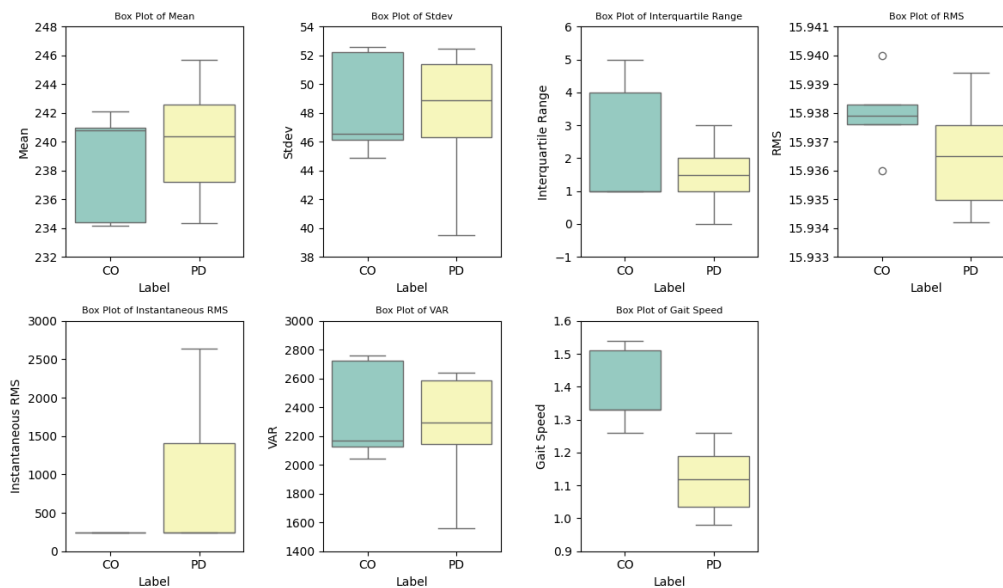 Box Plot of Mean
248
246
244
242
240
238
236
234
232
Mean
CO PD
Label
Box Plot of Stdev
54
52
50
48
46
44
42
40
38
Stdev
CO PD
Label
Box Plot of Interquartile Range
6
5
4
3
2
1
0
−1
Interquartile Range
CO PD
Label
Box Plot of RMS
15.941
15.940
15.939
15.938
15.937
15.936
15.935
15.934
15.933
RMS
CO PD
Label
Box Plot of Instantaneous RMS
3000
2500
2000
1500
1000
500
0
Instantaneous RMS
CO PD
Label
Box Plot of VAR
3000
2800
2600
2400
2200
2000
1800
1600
1400
VAR
CO PD
Label
Box Plot of Gait Speed
1.6
1.5
1.4
1.3
1.2
1.1
1.0
0.9
Gait Speed
CO PD
Label